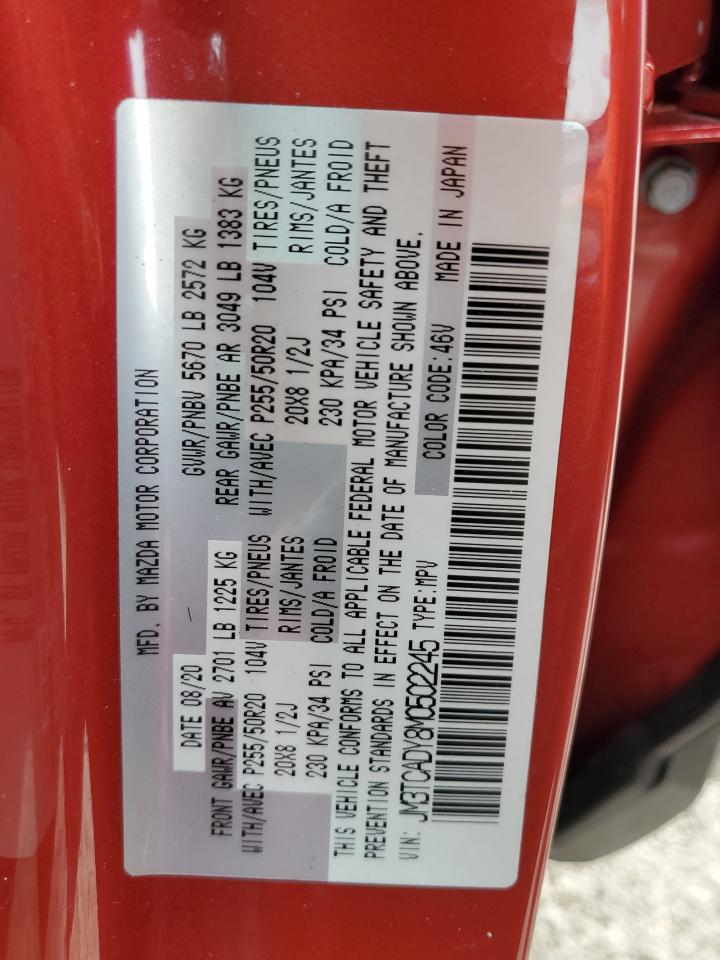 MFD. BY MAZDA MOTOR CORPORATION
DATE 08/20 GVWR/PNBV 5670 LB 2572 KG
FRONT GAWR/PNBE AV 2701 LB 1225 KG REAR GAWR/PNBE AR 3049 LB 1383 KG
WITH/AVEC P255/50R20 104V TIRES/PNEUS WITH/AVEC P255/50R20 104V TIRES/PNEUS
20X8 1/2J RIMS/JANTES 20X8 1/2J RIMS/JANTES
230 KPA/34 PSI COLD/A FROID 230 KPA/34 PSI COLD/A FROID
THIS VEHICLE CONFORMS TO ALL APPLICABLE FEDERAL MOTOR VEHICLE SAFETY AND THEFT
PREVENTION STANDARDS IN EFFECT ON THE DATE OF MANUFACTURE SHOWN ABOVE.
VIN: JM3TCADY8M0502245 TYPE:MPV COLOR CODE:46V MADE IN JAPAN